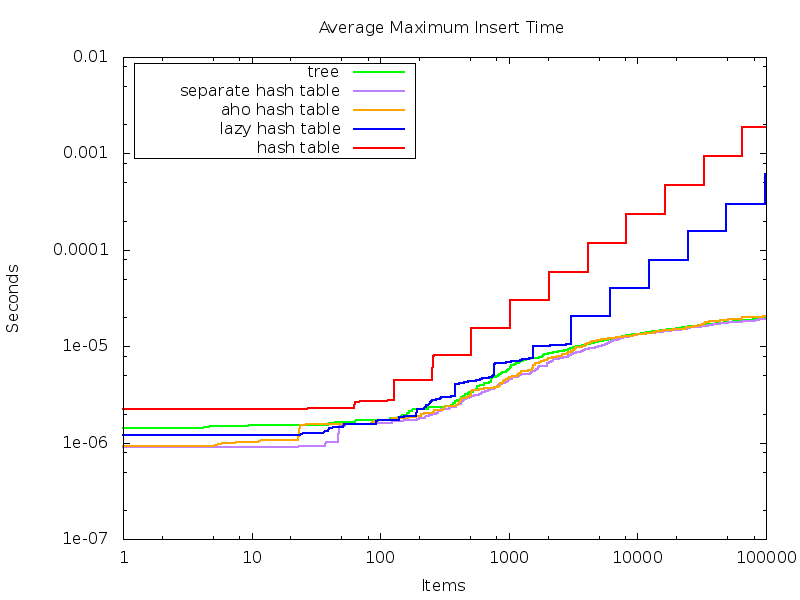 Average Maximum Insert Time
0.01
tree
separate hash table
aho hash table
lazy hash table
hash table
0.001
0.0001
Seconds
1e-05
1e-06
1e-07
1 10 100 1000 10000 100000
Items